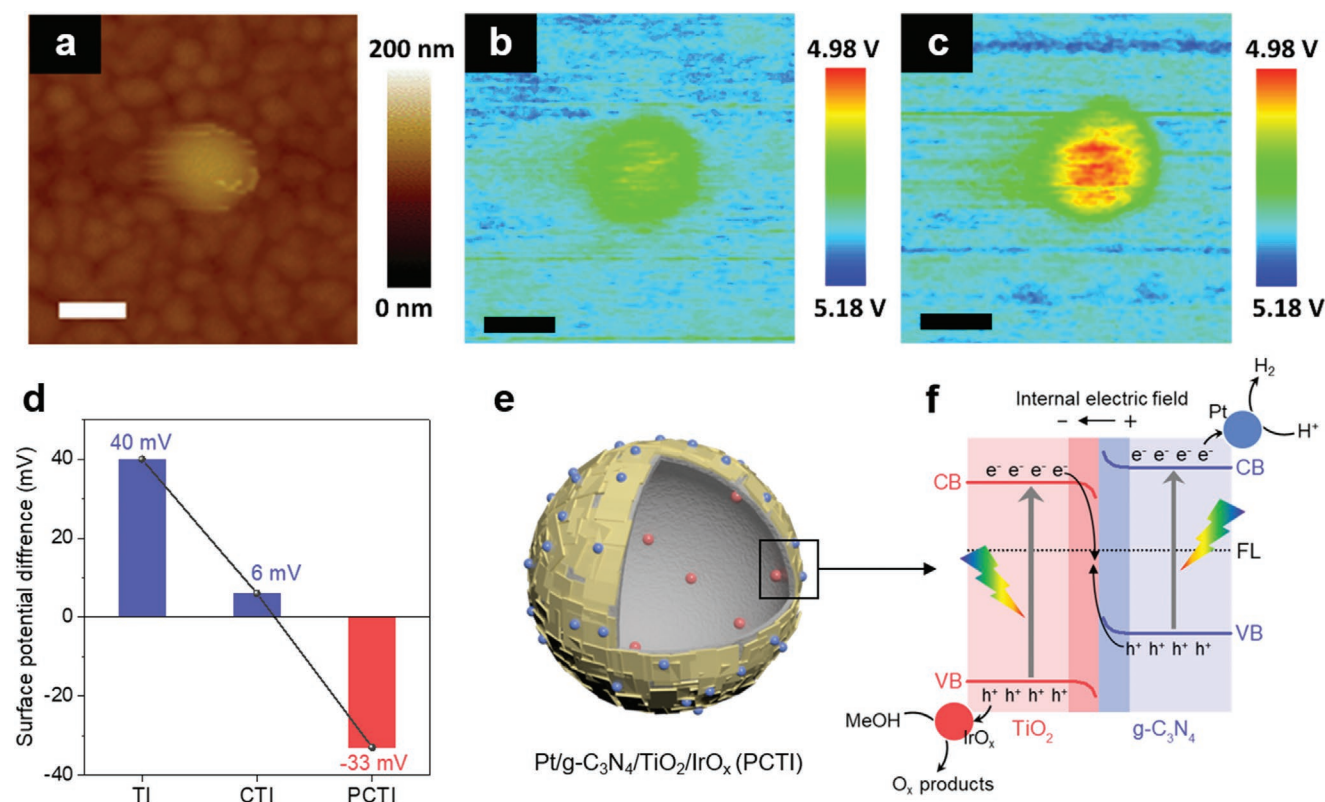 a
200 nm
0 nm
b
4.98 V
5.18 V
c
4.98 V
5.18 V
d
Surface potential diffrence (mV)
40
20
0
-20
-40
40 mV
6 mV
-33 mV
TI
CTI
PCTI
e
Pt/g-C₃N₄/TiO₂/IrOₓ (PCTI)
f
Internal electric field
− +
H₂
Pt
H⁺
e⁻ e⁻ e⁻ e⁻
CB
e⁻ e⁻ e⁻ e⁻
CB
FL
VB
h⁺ h⁺ h⁺ h⁺
VB
h⁺ h⁺ h⁺ h⁺
MeOH
IrOₓ
TiO₂
g-C₃N₄
Oₓ products